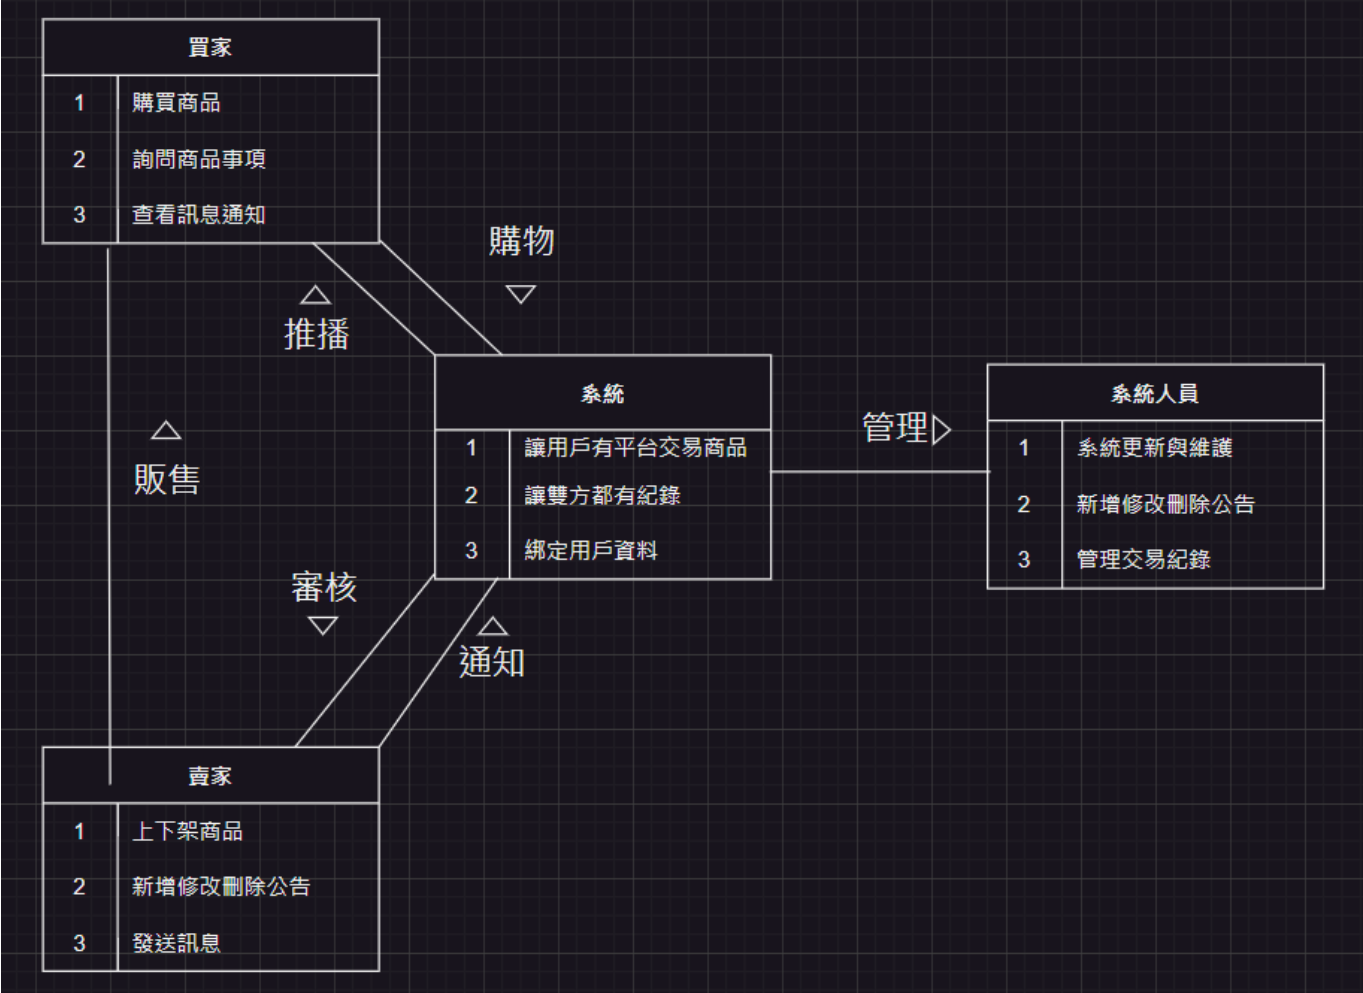 買家
1 購買商品
2 詢問商品事項
3 查看訊息通知
購物
推播
系統
1 讓用戶有平台交易商品
2 讓雙方都有紀錄
3 綁定用戶資料
管理
系統人員
1 系統更新與維護
2 新增修改刪除公告
3 管理交易紀錄
販售
審核
通知
賣家
1 上下架商品
2 新增修改刪除公告
3 發送訊息